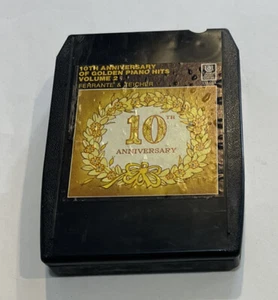 10TH ANNIVERSARY
OF GOLDEN PIANO HITS
VOLUME 2
FERRANTE & TEICHER
10TH
ANNIVERSARY